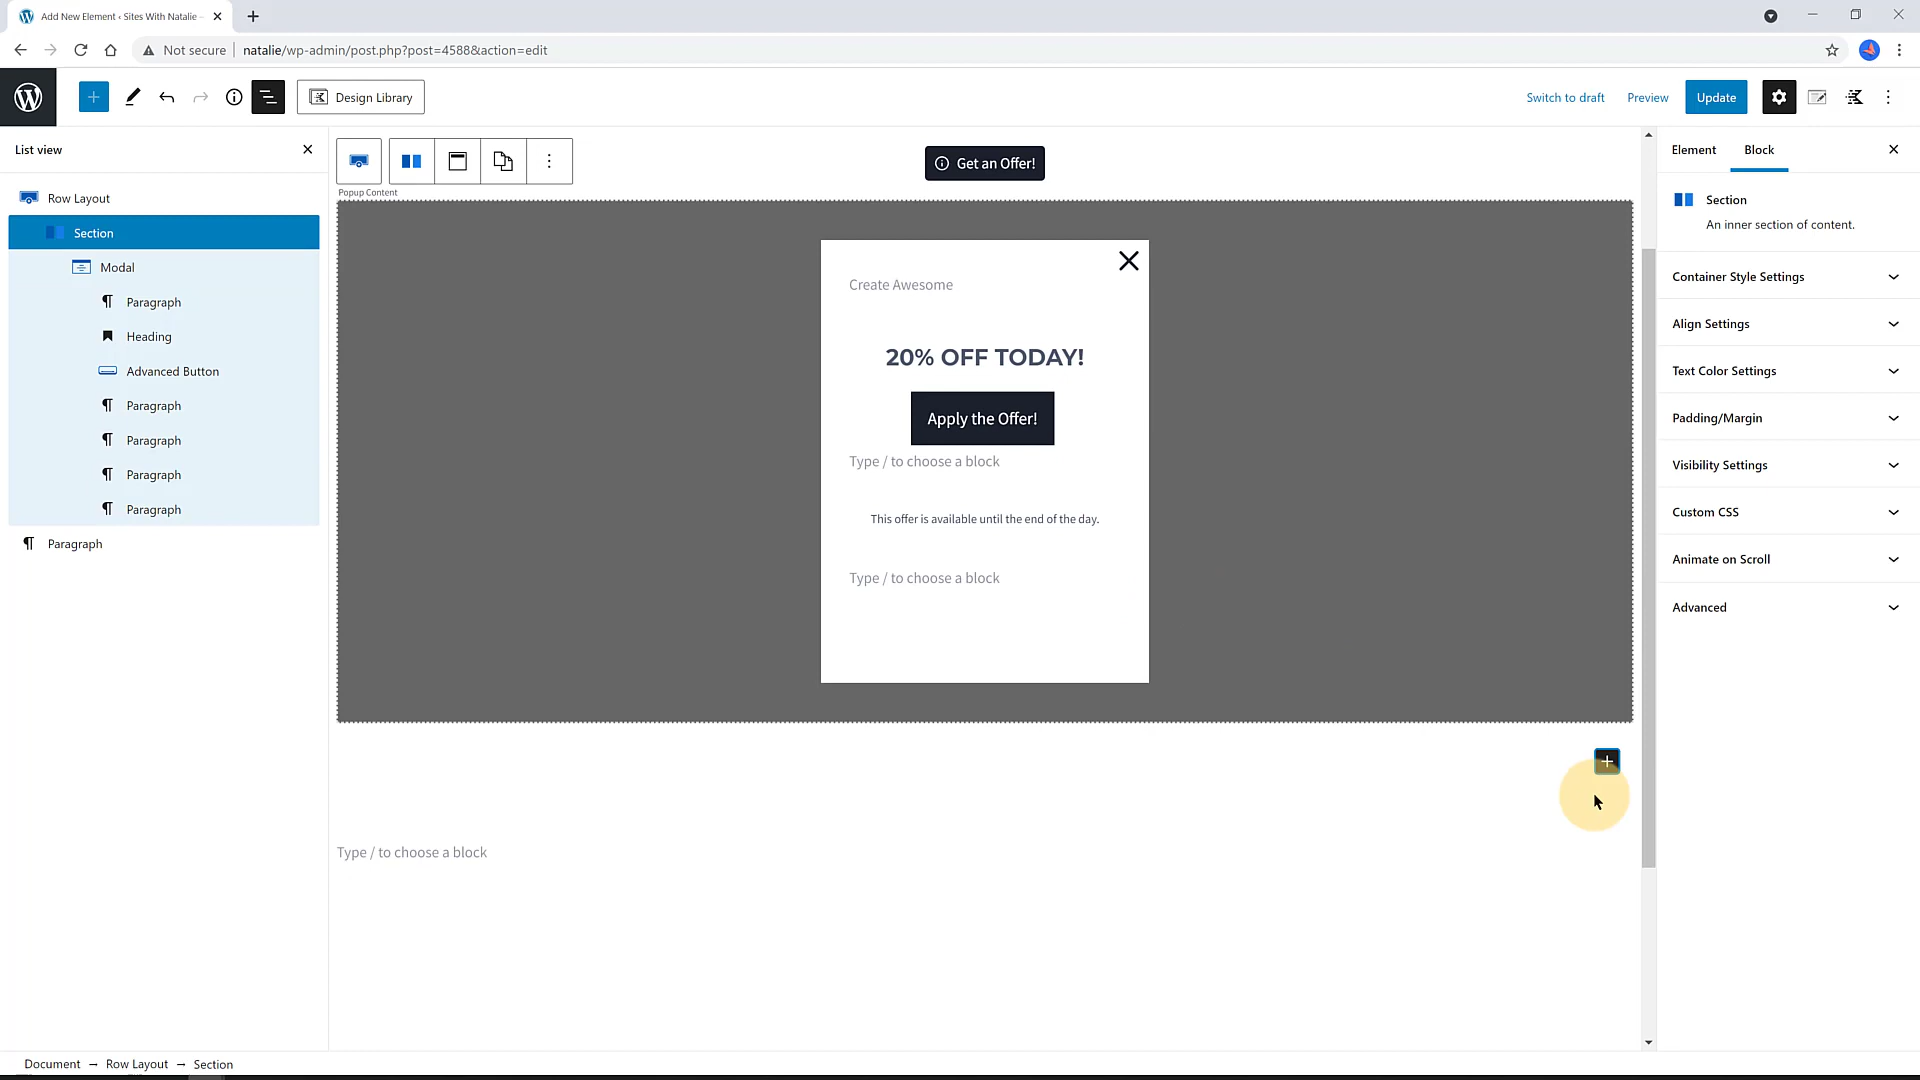 Add New Element ‹ Sites With Natalie –
Not secure
natalie/wp-admin/post.php?post=4588&action=edit
Design Library
Switch to draft
Preview
Update
List view
Row Layout
Section
Modal
Paragraph
Heading
Advanced Button
Paragraph
Paragraph
Paragraph
Paragraph
Paragraph
Get an Offer!
Popup Content
Create Awesome
20% OFF TODAY!
Apply the Offer!
Type / to choose a block
This offer is available until the end of the day.
Type / to choose a block
Type / to choose a block
Element
Block
Section
An inner section of content.
Container Style Settings
Align Settings
Text Color Settings
Padding/Margin
Visibility Settings
Custom CSS
Animate on Scroll
Advanced
Document → Row Layout → Section